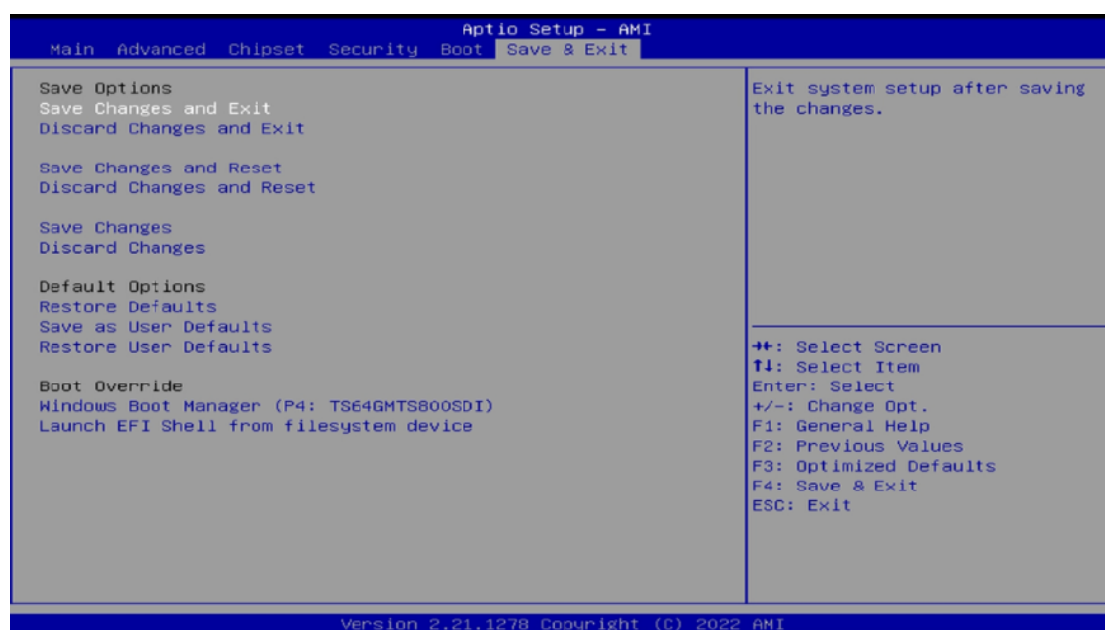 Aptio Setup - AMI
Main Advanced Chipset Security Boot Save & Exit
Save Options
Save Changes and Exit
Discard Changes and Exit
Save Changes and Reset
Discard Changes and Reset
Save Changes
Discard Changes
Default Options
Restore Defaults
Save as User Defaults
Restore User Defaults
Boot Override
Windows Boot Manager (P4: TS64GMTS800SDI)
Launch EFI Shell from filesystem device
Exit system setup after saving
the changes.
→←: Select Screen
↑↓: Select Item
Enter: Select
+/-: Change Opt.
F1: General Help
F2: Previous Values
F3: Optimized Defaults
F4: Save & Exit
ESC: Exit
Version 2.21.1278 Copyright (C) 2022 AMI